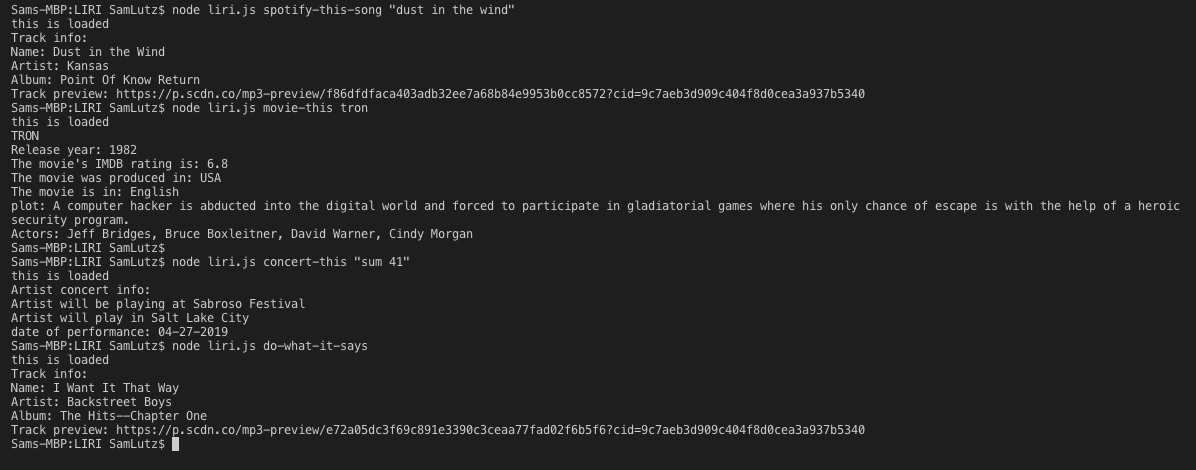 Sams-MBP:LIRI SamLutz$ node liri.js spotify-this-song "dust in the wind"
this is loaded
Track info:
Name: Dust in the Wind
Artist: Kansas
Album: Point Of Know Return
Track preview: https://p.scdn.co/mp3-preview/f86dfdfaca403adb32ee7a68b84e9953b0cc8572?cid=9c7aeb3d909c404f8d0cea3a937b5340
Sams-MBP:LIRI SamLutz$ node liri.js movie-this tron
this is loaded
TRON
Release year: 1982
The movie's IMDB rating is: 6.8
The movie was produced in: USA
The movie is in: English
plot: A computer hacker is abducted into the digital world and forced to participate in gladiatorial games where his only chance of escape is with the help of a heroic
security program.
Actors: Jeff Bridges, Bruce Boxleitner, David Warner, Cindy Morgan
Sams-MBP:LIRI SamLutz$
Sams-MBP:LIRI SamLutz$ node liri.js concert-this "sum 41"
this is loaded
Artist concert info:
Artist will be playing at Sabroso Festival
Artist will play in Salt Lake City
date of performance: 04-27-2019
Sams-MBP:LIRI SamLutz$ node liri.js do-what-it-says
this is loaded
Track info:
Name: I Want It That Way
Artist: Backstreet Boys
Album: The Hits--Chapter One
Track preview: https://p.scdn.co/mp3-preview/e72a05dc3f69c891e3390c3ceaa77fad02f6b5f6?cid=9c7aeb3d909c404f8d0cea3a937b5340
Sams-MBP:LIRI SamLutz$